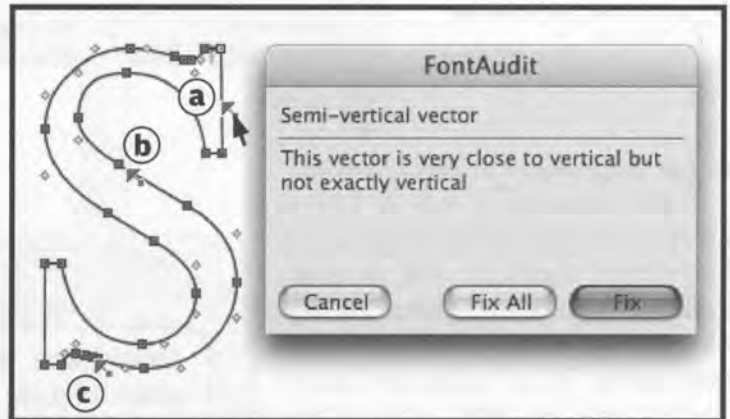 FontAudit
a
Semi-vertical vector
b
This vector is very close to vertical but
not exactly vertical
Cancel
Fix All
Fix
c